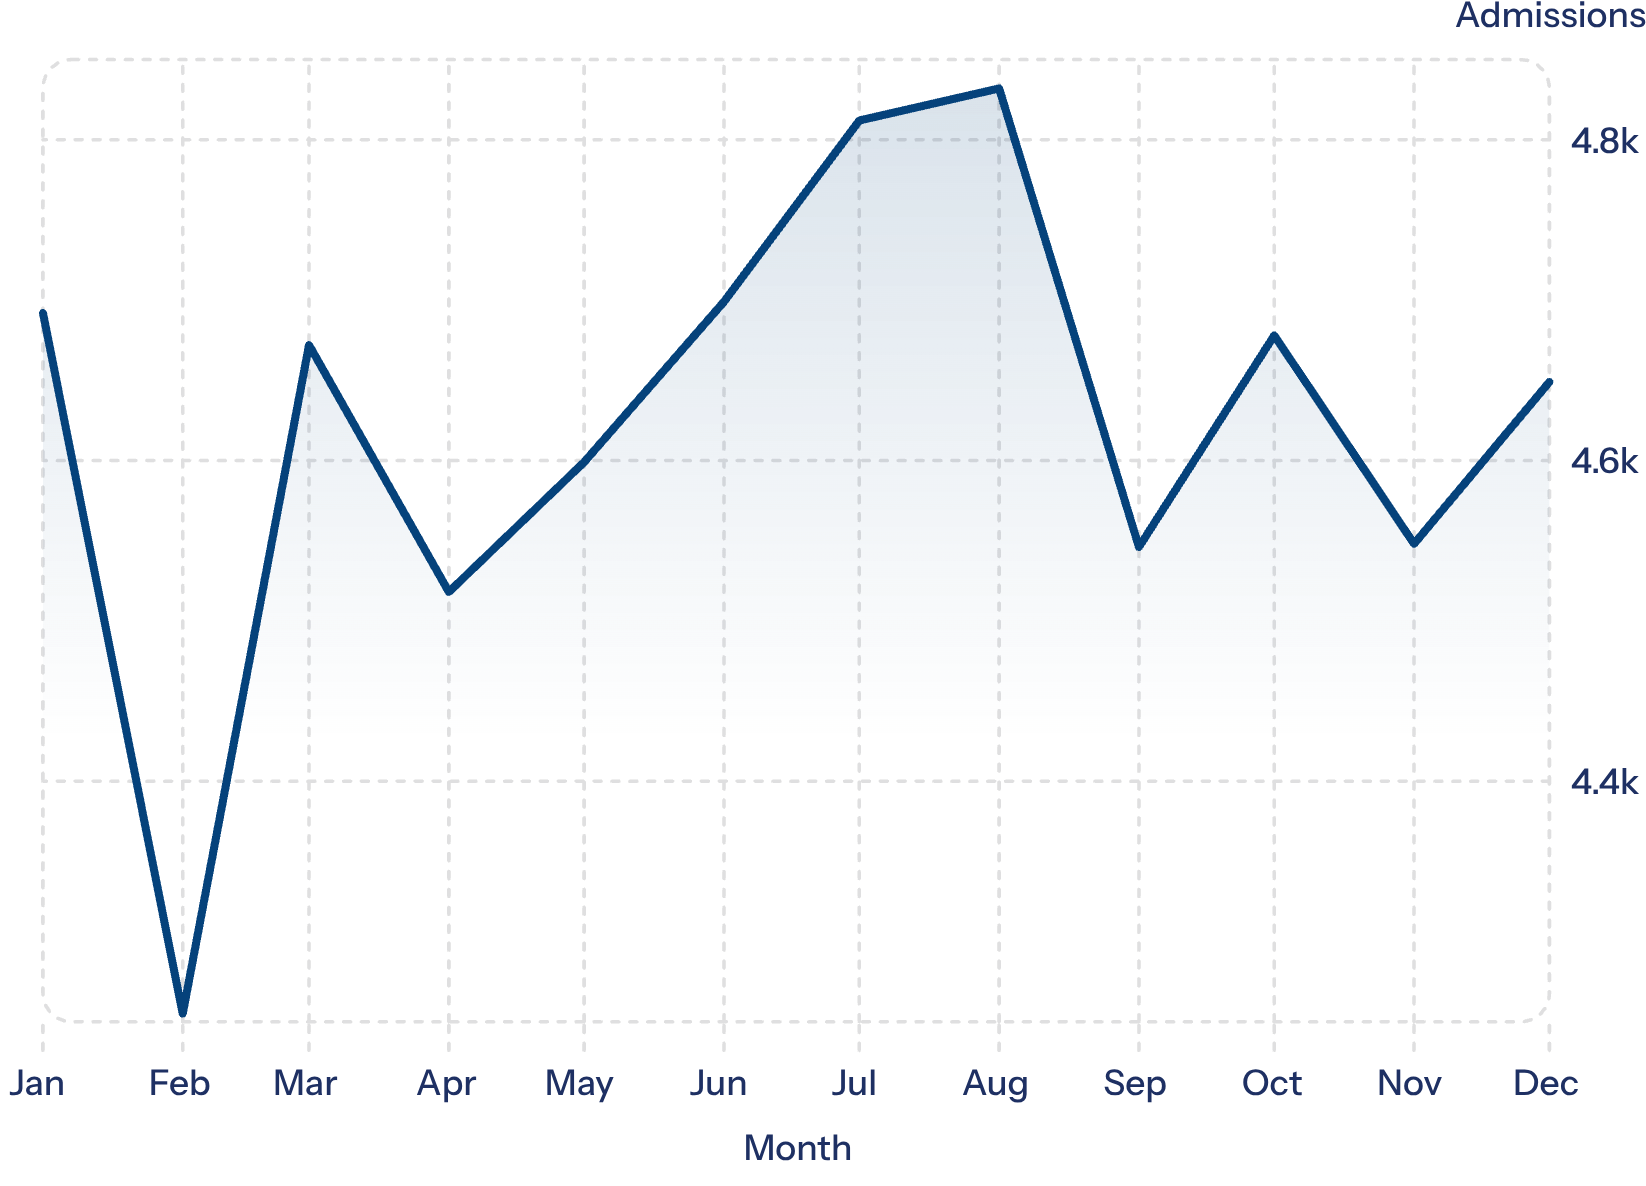 Admissions
4.8k
4.6k
4.4k
Jan Feb Mar Apr May Jun Jul Aug Sep Oct Nov Dec
Month